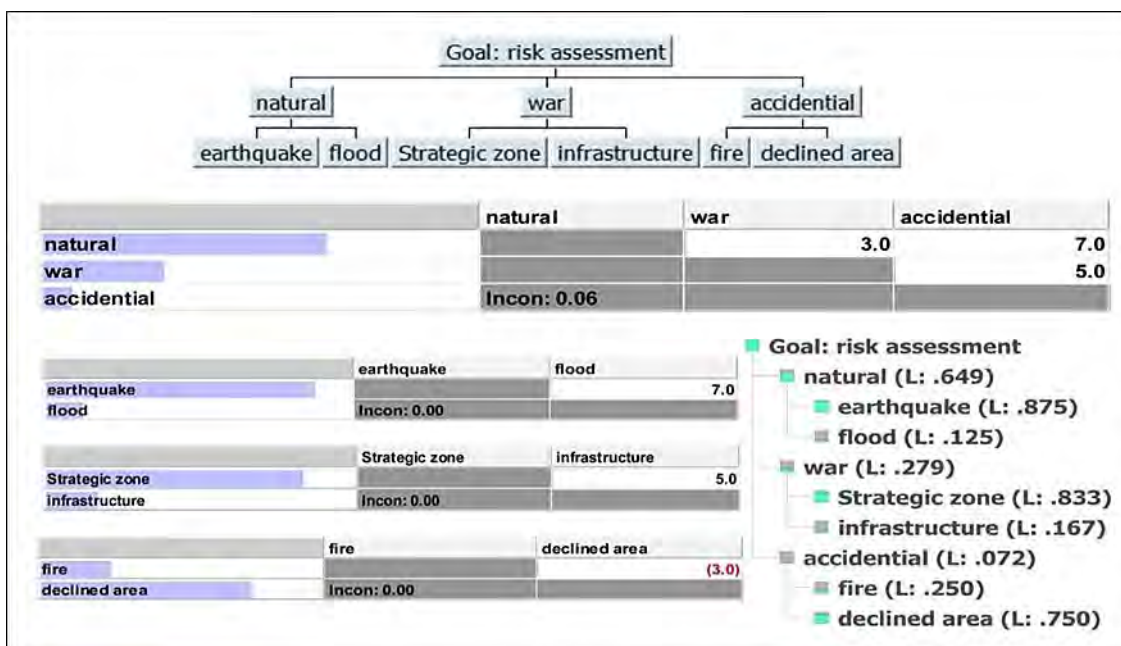 Goal: risk assessment
natural war accidential
earthquake flood Strategic zone infrastructure fire declined area
natural war accidential
natural 3.0 7.0
war 5.0
accidential Incon: 0.06
earthquake flood
earthquake 7.0
flood Incon: 0.00
Strategic zone infrastructure
Strategic zone 5.0
infrastructure Incon: 0.00
fire declined area
fire (3.0)
declined area Incon: 0.00
Goal: risk assessment
natural (L: .649)
earthquake (L: .875)
flood (L: .125)
war (L: .279)
Strategic zone (L: .833)
infrastructure (L: .167)
accidential (L: .072)
fire (L: .250)
declined area (L: .750)